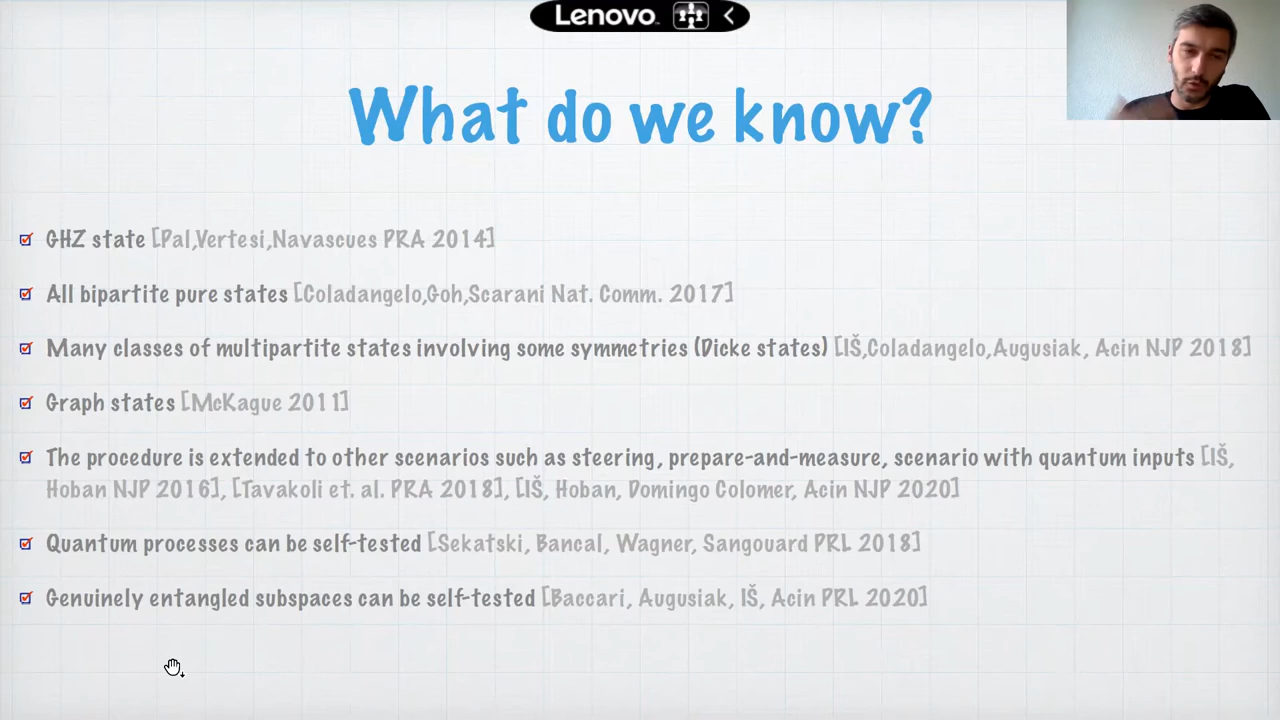 Lenovo
What do we know?
GHZ state [Pal,Vertesi,Navascues PRA 2014]
All bipartite pure states [Coladangelo,Goh,Scarani Nat. Comm. 2017]
Many classes of multipartite states involving some symmetries (Dicke states) [IŠ,Coladangelo,Augusiak, Acin NJP 2018]
Graph states [McKague 2011]
The procedure is extended to other scenarios such as steering, prepare-and-measure, scenario with quantum inputs [IŠ,
Hoban NJP 2016], [Tavakoli et. al. PRA 2018], [IŠ, Hoban, Domingo Colomer, Acin NJP 2020]
Quantum processes can be self-tested [Sekatski, Bancal, Wagner, Sangouard PRL 2018]
Genuinely entangled subspaces can be self-tested [Baccari, Augusiak, IŠ, Acin PRL 2020]